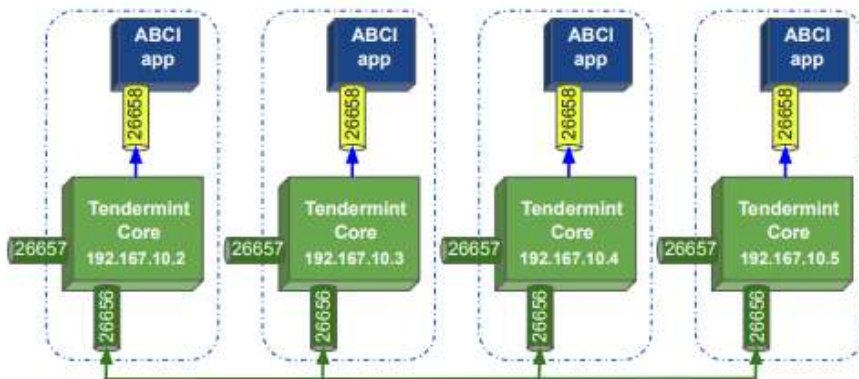 ABCI
app
26658
Tendermint
Core
192.167.10.2
26657
26656
ABCI
app
26658
Tendermint
Core
192.167.10.3
26657
26656
ABCI
app
26658
Tendermint
Core
192.167.10.4
26657
26656
ABCI
app
26658
Tendermint
Core
192.167.10.5
26657
26656